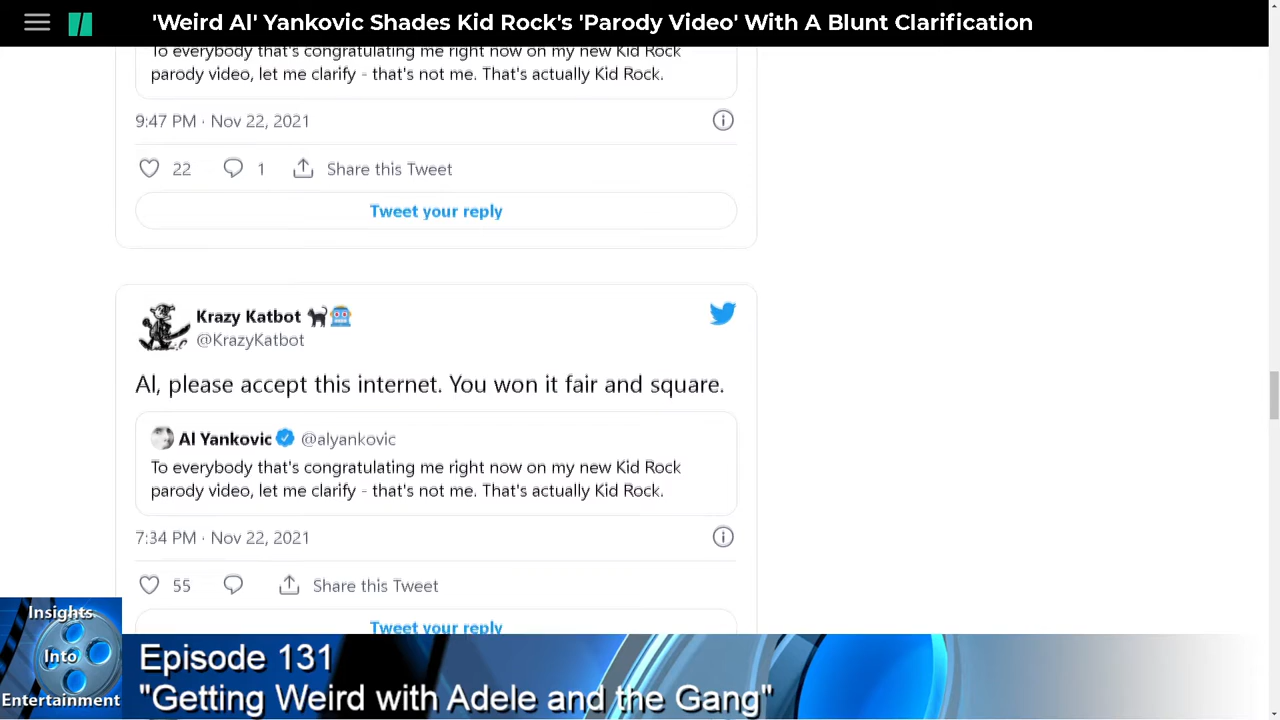 'Weird Al' Yankovic Shades Kid Rock's 'Parody Video' With A Blunt Clarification
To everybody that's congratulating me right now on my new Kid Rock
parody video, let me clarify - that's not me. That's actually Kid Rock.
9:47 PM · Nov 22, 2021
22 1 Share this Tweet
Tweet your reply
Krazy Katbot 🐈‍⬛🤖
@KrazyKatbot
Al, please accept this internet. You won it fair and square.
Al Yankovic @alyankovic
To everybody that's congratulating me right now on my new Kid Rock
parody video, let me clarify - that's not me. That's actually Kid Rock.
7:34 PM · Nov 22, 2021
55 Share this Tweet
Tweet your reply
Insights
Into
Entertainment
Episode 131
"Getting Weird with Adele and the Gang"